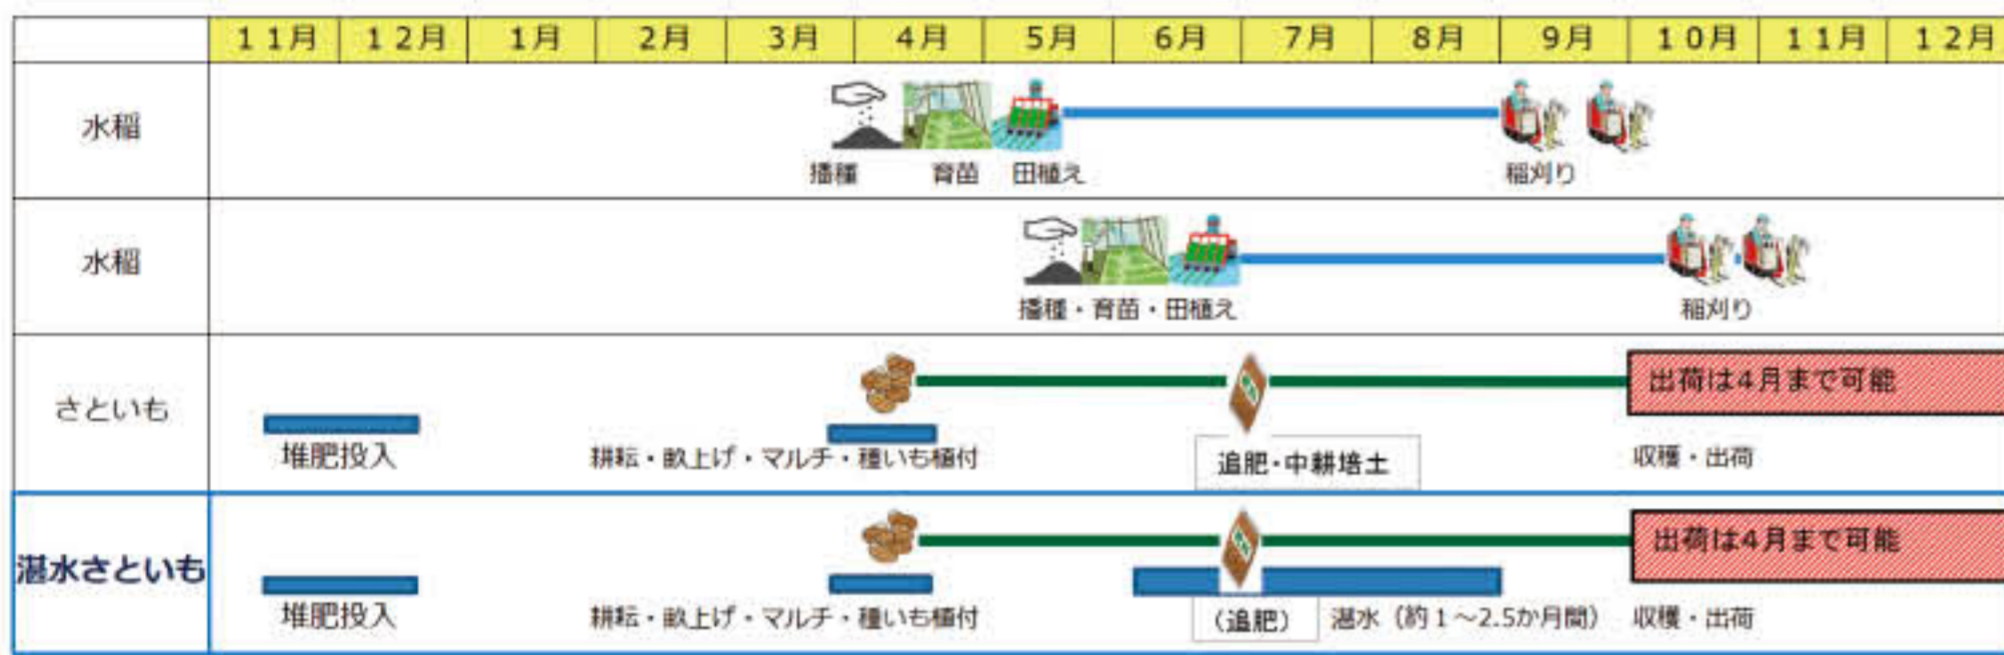 11月 12月 1月 2月 3月 4月 5月 6月 7月 8月 9月 10月 11月 12月
水稲
播種 育苗 田植え 稲刈り
水稲
播種・育苗・田植え 稲刈り
さといも
出荷は4月まで可能
堆肥投入 耕耘・畝上げ・マルチ・種いも植付 追肥・中耕培土 収穫・出荷
湛水さといも
出荷は4月まで可能
堆肥投入 耕耘・畝上げ・マルチ・種いも植付 (追肥) 湛水(約1～2.5か月間) 収穫・出荷